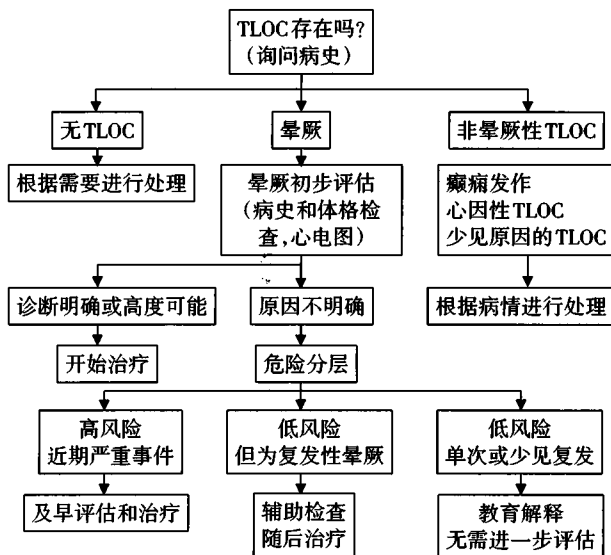 TLOC存在吗?
(询问病史)
无TLOC
晕厥
非晕厥性TLOC
根据需要进行处理
晕厥初步评估
(病史和体格检
查,心电图)
癫痫发作
心因性TLOC
少见原因的TLOC
诊断明确或高度可能
原因不明确
根据病情进行处理
开始治疗
危险分层
高风险
近期严重事件
低风险
但为复发性晕厥
低风险
单次或少见复发
及早评估和治疗
辅助检查
随后治疗
教育解释
无需进一步评估